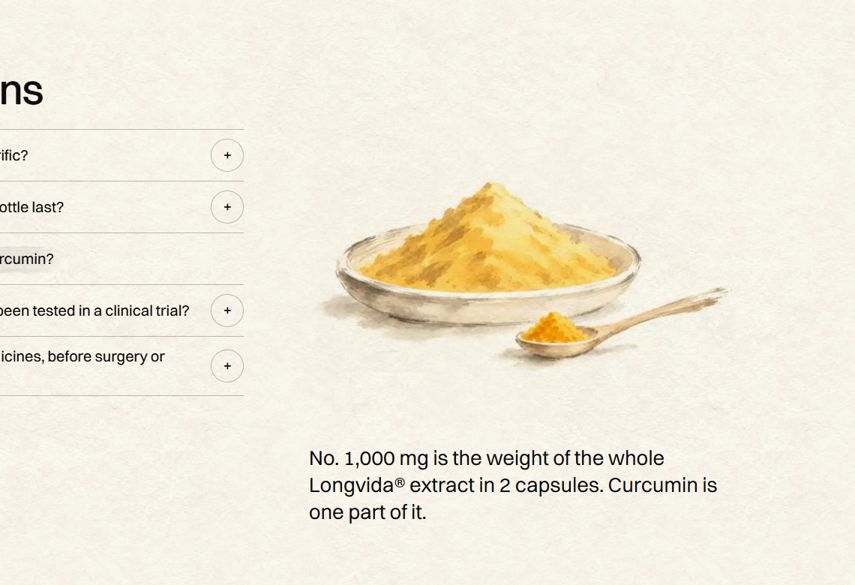 ns
rific?
+
ottle last?
+
rcumin?
been tested in a clinical trial?
+
icines, before surgery or
+
No. 1,000 mg is the weight of the whole
Longvida® extract in 2 capsules. Curcumin is
one part of it.